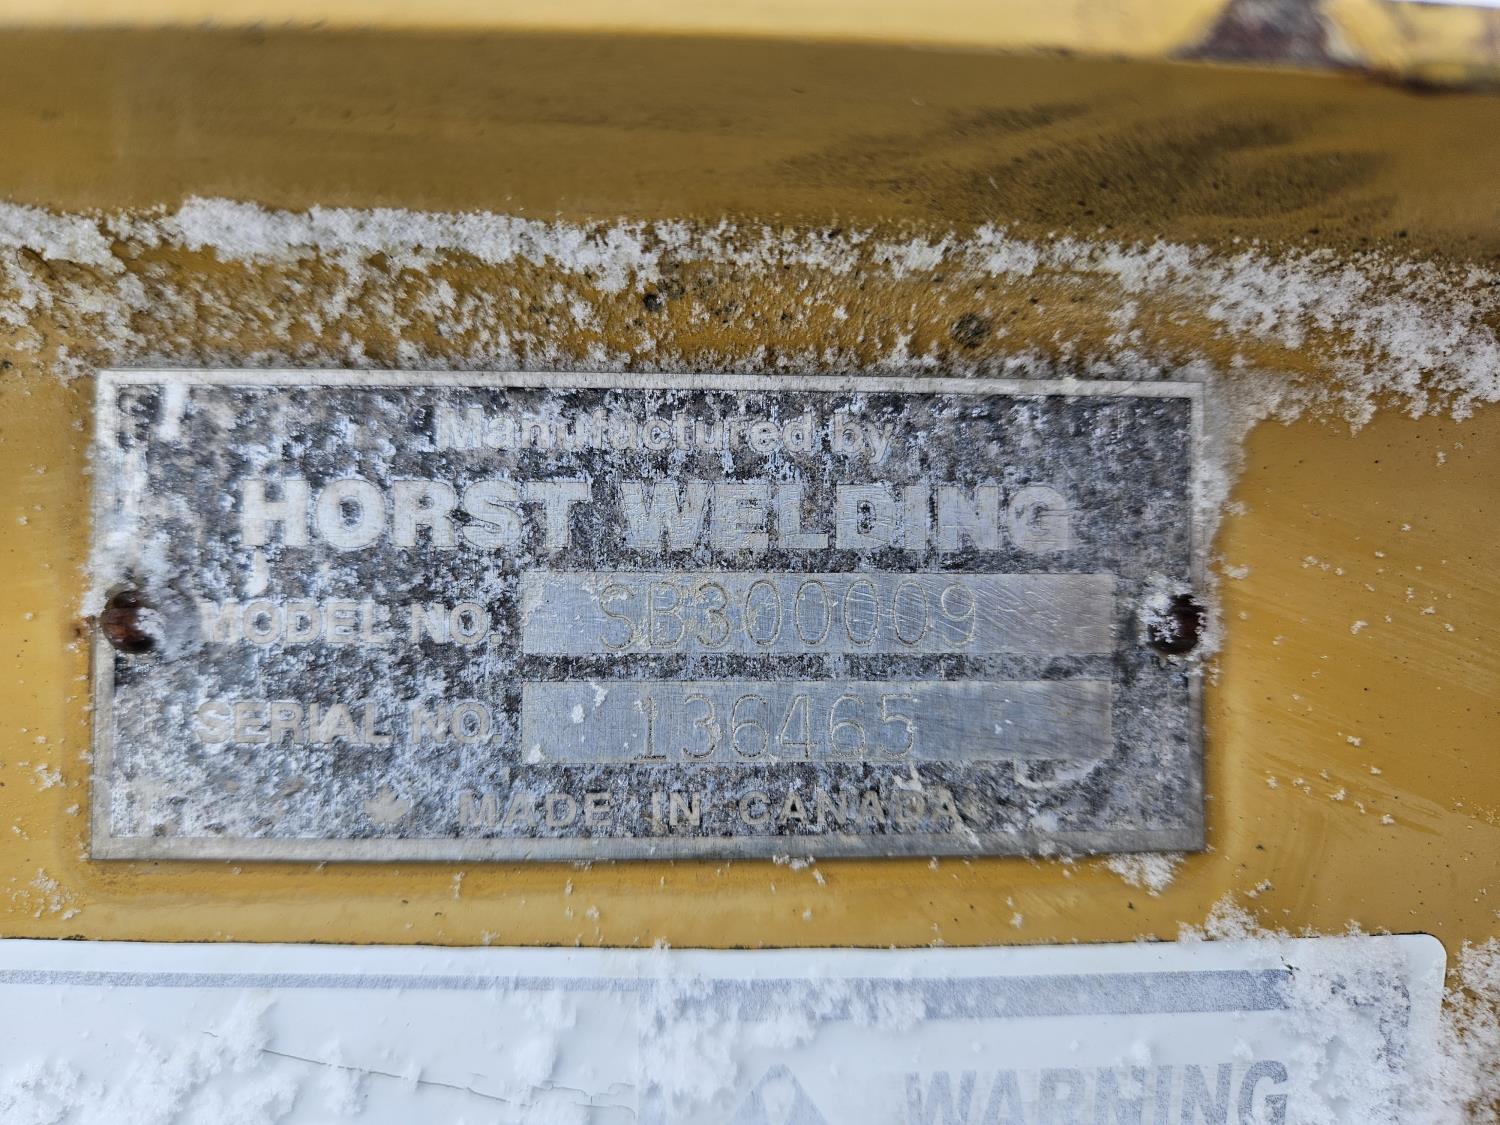 Manufactured by
HORST WELDING
MODEL NO. SB300009
SERIAL NO. 136465
MADE IN CANADA
WARNING